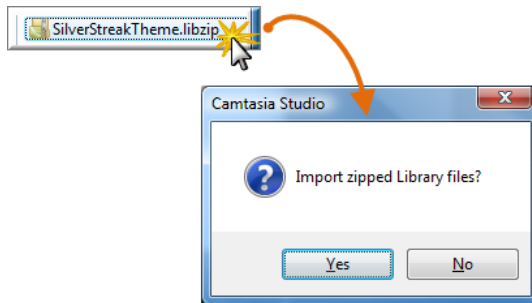 SilverStreakTheme.libzip
Camtasia Studio
Import zipped Library files?
Yes
No